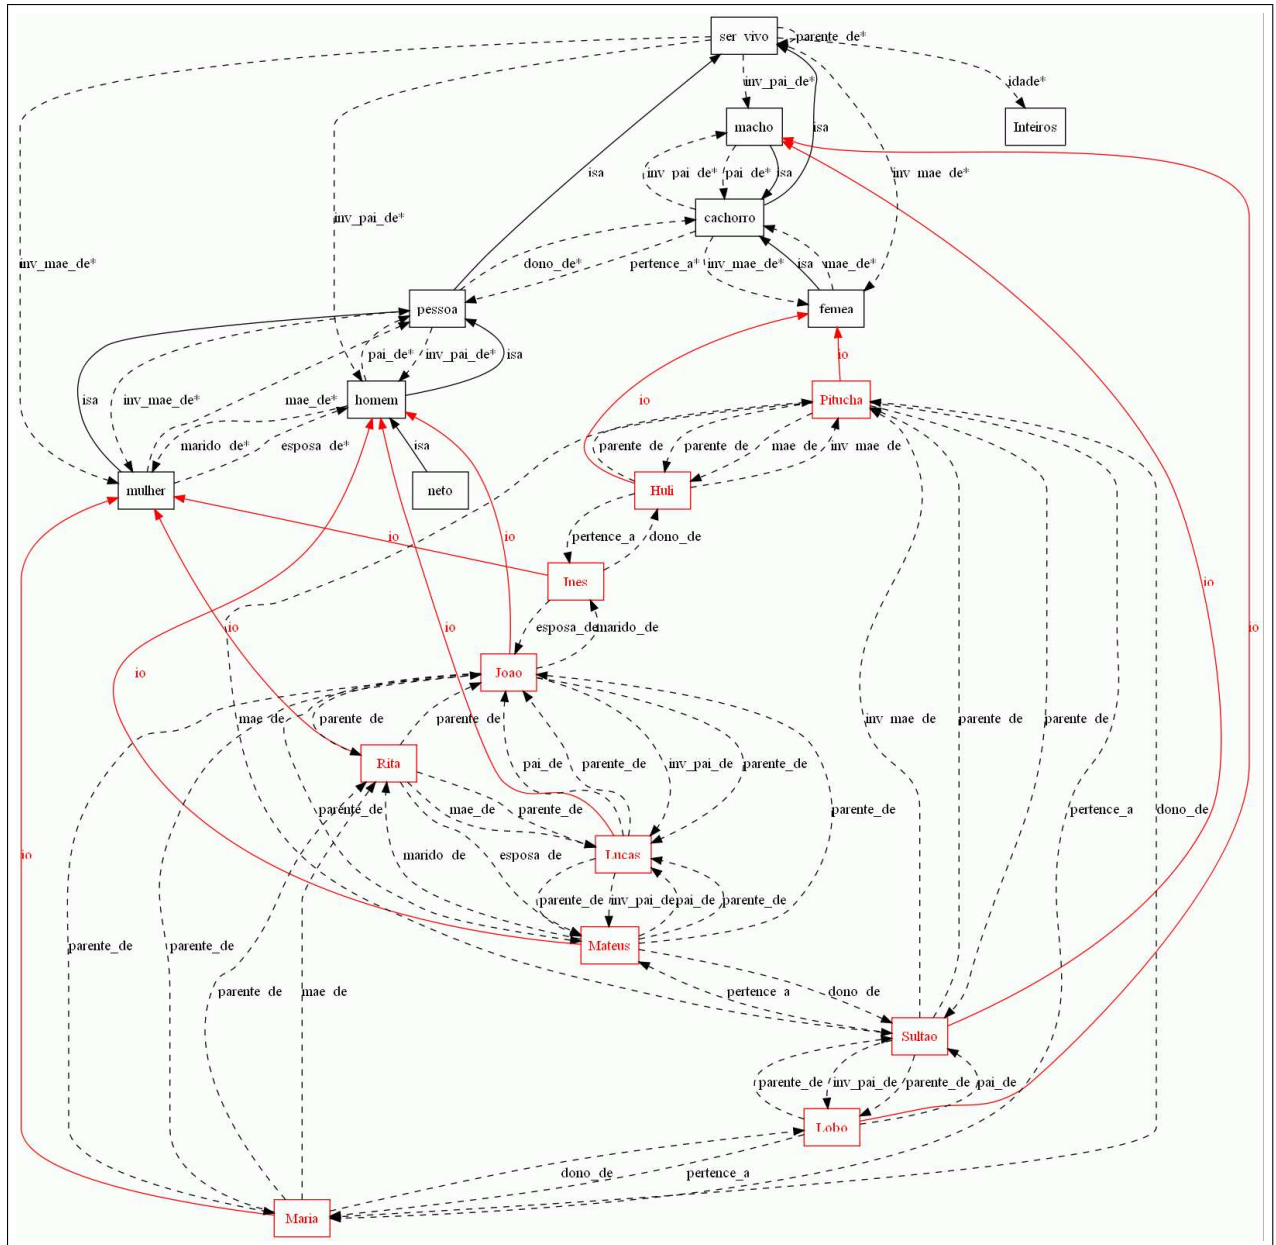 ser vivo
parente_de*
inv_pai_de*
idade*
macho
Inteiros
isa
isa
inv_pai_de*
pai_de*
isa
inv_mae_de*
inv_pai_de*
cachorro
inv_mae_de*
dono_de*
pertence_a*
inv_mae_de*
isa
mae_de*
pessoa
femea
pai_de*
inv_pai_de*
isa
io
isa
inv_mae_de*
mae_de*
homem
io
Pitucha
marido_de*
esposa_de*
isa
parente_de
parente_de
mae_de
inv_mae_de
mulher
neto
Huli
io
io
pertence_a
dono_de
Ines
io
io
io
io
esposa_de
marido_de
io
io
Joao
mae_de
parente_de
parente_de
inv_mae_de
parente_de
parente_de
Rita
pai_de
parente_de
inv_pai_de
parente_de
parente_de
mae_de
parente_de
parente_de
pertence_a
dono_de
io
marido_de
esposa_de
Lucas
parente_de
inv_pai_de
pai_de
parente_de
parente_de
parente_de
Mateus
parente_de
mae_de
pertence_a
dono_de
Sultao
parente_de
inv_pai_de
parente_de
pai_de
Lobo
dono_de
pertence_a
Maria